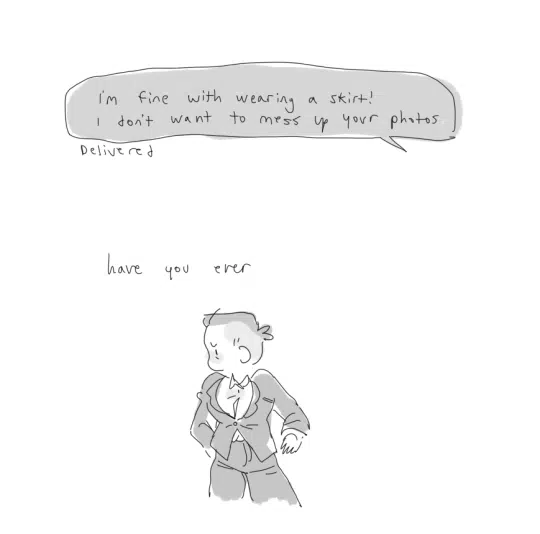 I'm fine with wearing a skirt!
I don't want to mess up your photos
Delivered
have you ever